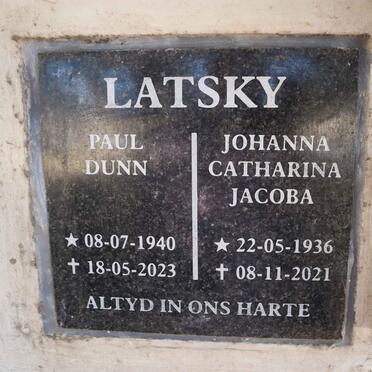 LATSKY
PAUL
DUNN
★ 08-07-1940
✝ 18-05-2023
JOHANNA
CATHARINA
JACOBA
★ 22-05-1936
✝ 08-11-2021
ALTYD IN ONS HARTE